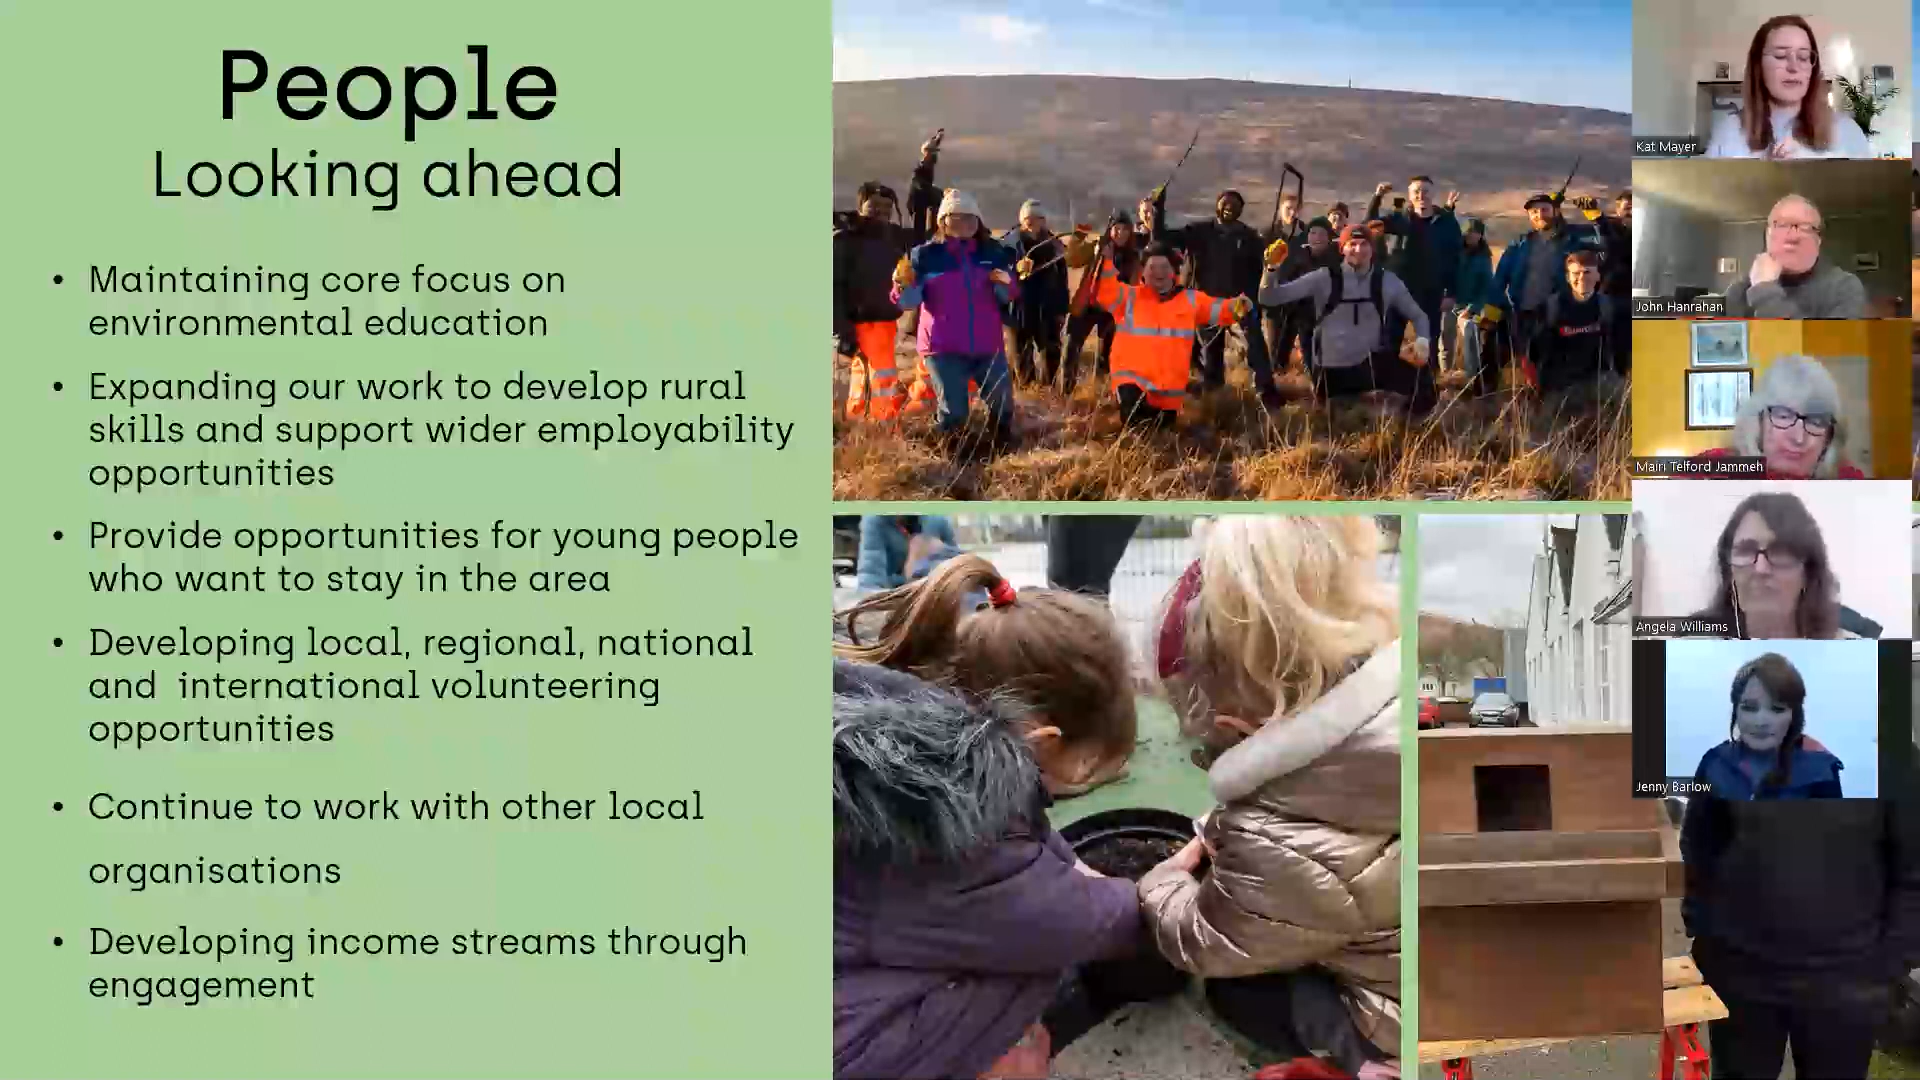 People
Looking ahead
• Maintaining core focus on
environmental education
• Expanding our work to develop rural
skills and support wider employability
opportunities
• Provide opportunities for young people
who want to stay in the area
• Developing local, regional, national
and  international volunteering
opportunities
• Continue to work with other local
organisations
• Developing income streams through
engagement
Kat Mayer
John Hanrahan
Mairi Telford Jammeh
Angela Williams
Jenny Barlow